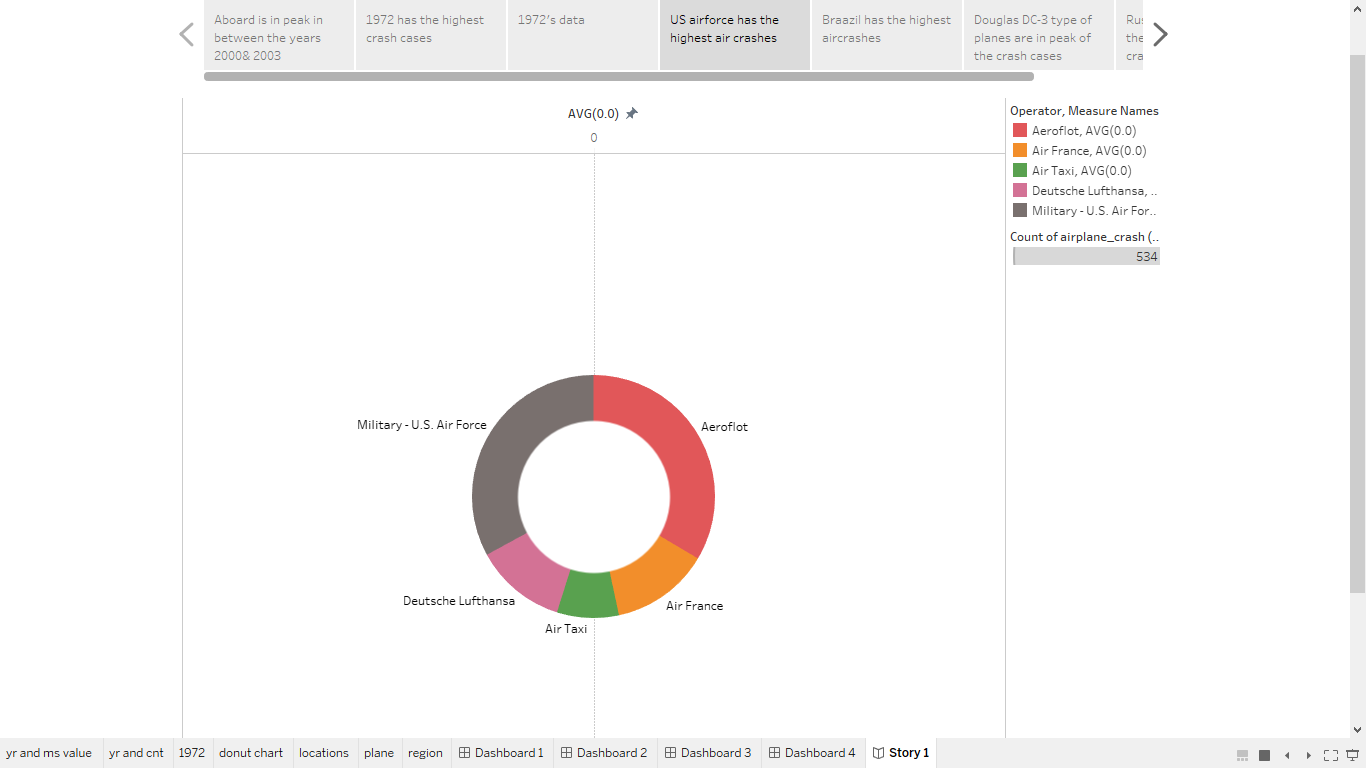 Aboard is in peak in
between the years
2000& 2003
1972 has the highest
crash cases
1972's data
US airforce has the
highest air crashes
Braazil has the highest
aircrashes
Douglas DC-3 type of
planes are in peak of
the crash cases
Rus
the
cra
AVG(0.0)
0
Operator, Measure Names
Aeroflot, AVG(0.0)
Air France, AVG(0.0)
Air Taxi, AVG(0.0)
Deutsche Lufthansa, ..
Military - U.S. Air For..
Count of airplane_crash (..
534
Military - U.S. Air Force
Aeroflot
Deutsche Lufthansa
Air France
Air Taxi
yr and ms value yr and cnt 1972 donut chart locations plane region Dashboard 1 Dashboard 2 Dashboard 3 Dashboard 4 Story 1